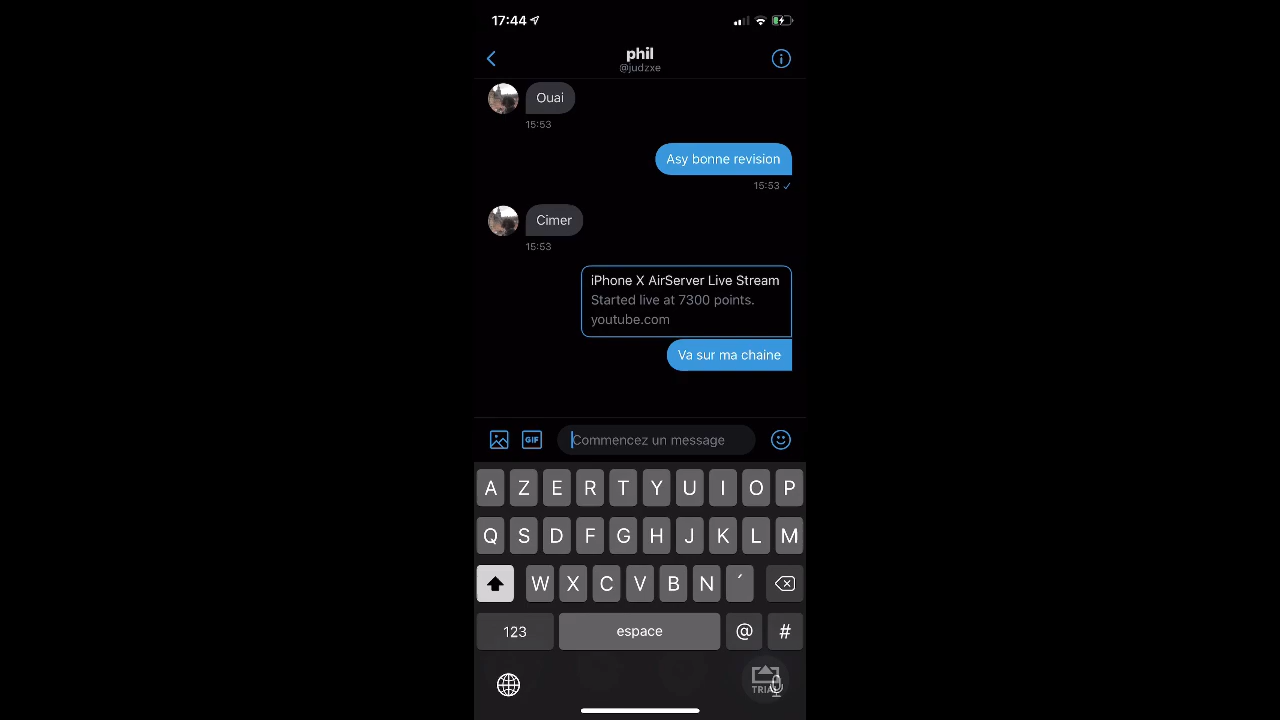 17:44
phil
@judzxe
Ouai
15:53
Asy bonne revision
15:53
Cimer
15:53
iPhone X AirServer Live Stream
Started live at 7300 points.
youtube.com
Va sur ma chaine
GIF
Commencez un message
A Z E R T Y U I O P
Q S D F G H J K L M
W X C V B N ´
123 espace @ #